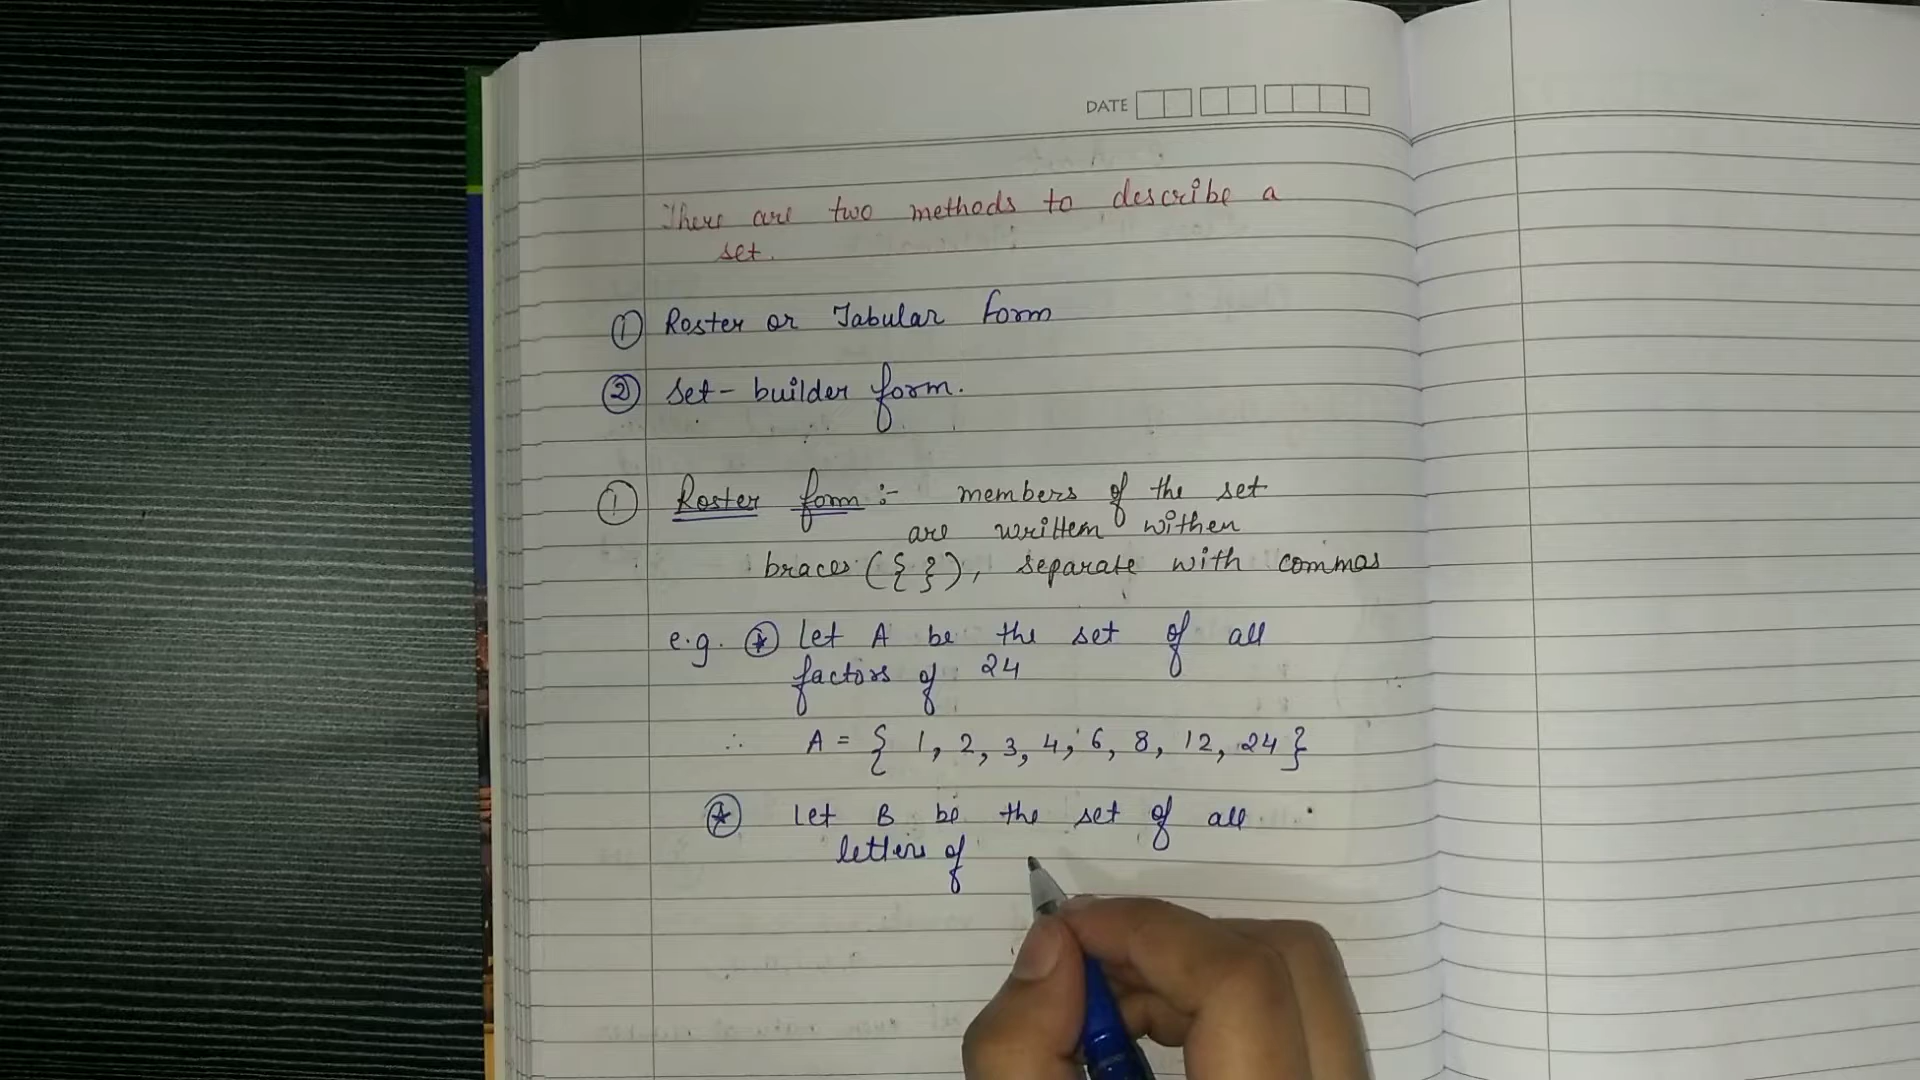 DATE
There are two methods to describe a
set.
① Roster or Tabular form
② set- builder form.
① Roster form :- members of the set
are written withen
braces ({ }), separate with commas
e.g. ⍟ Let A be the set of all
factors of 24
∴ A = { 1, 2, 3, 4, 6, 8, 12, 24 }
⍟ Let B be the set of all
letters of